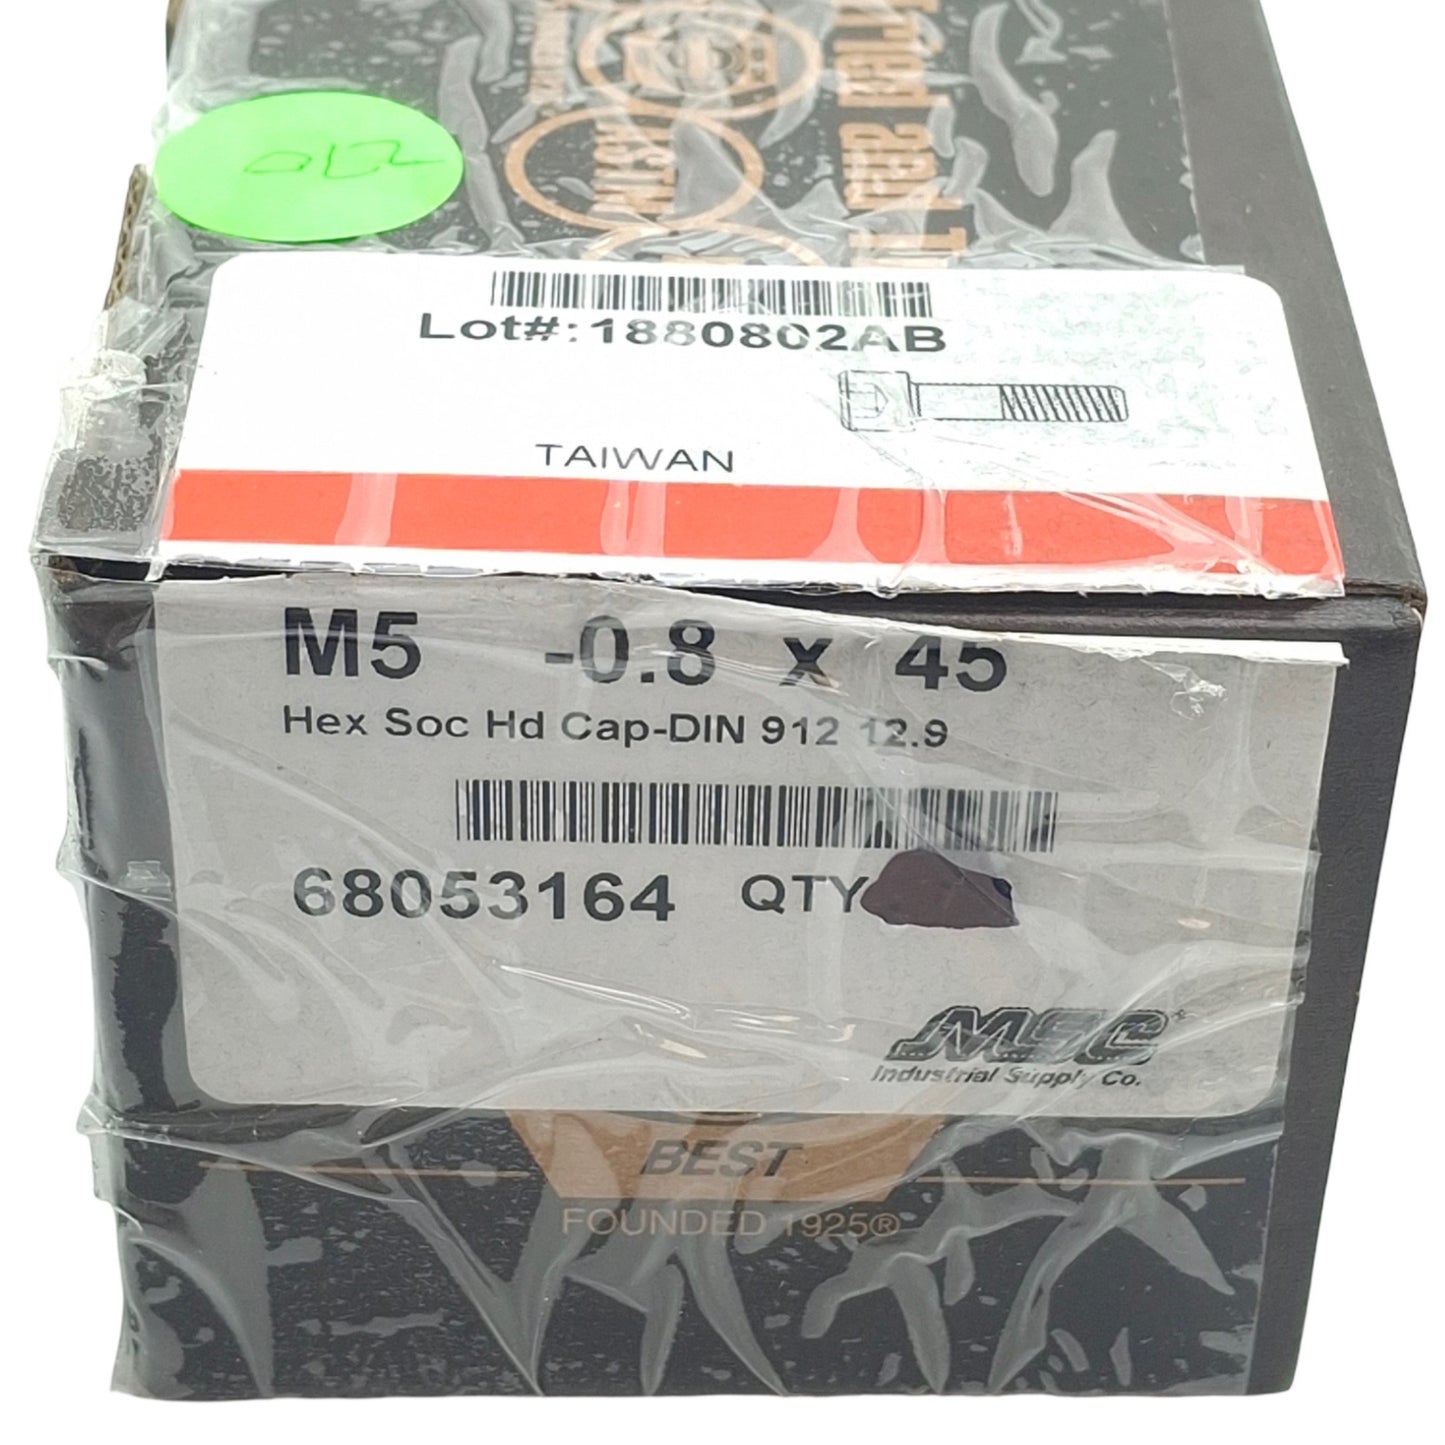 ASTM
Lot#:1880802AB
TAIWAN
M5 -0.8 x 45
Hex Soc Hd Cap-DIN 912 12.9
68053164 QTY
MSC
Industrial Supply Co.
BEST
FOUNDED 1925®